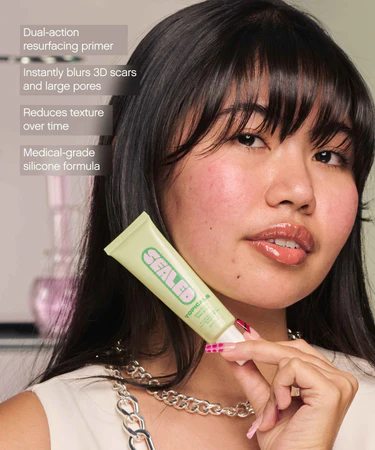 Dual-action
resurfacing primer
Instantly blurs 3D scars
and large pores
Reduces texture
over time
Medical-grade
silicone formula
SEALED
TOPICALS